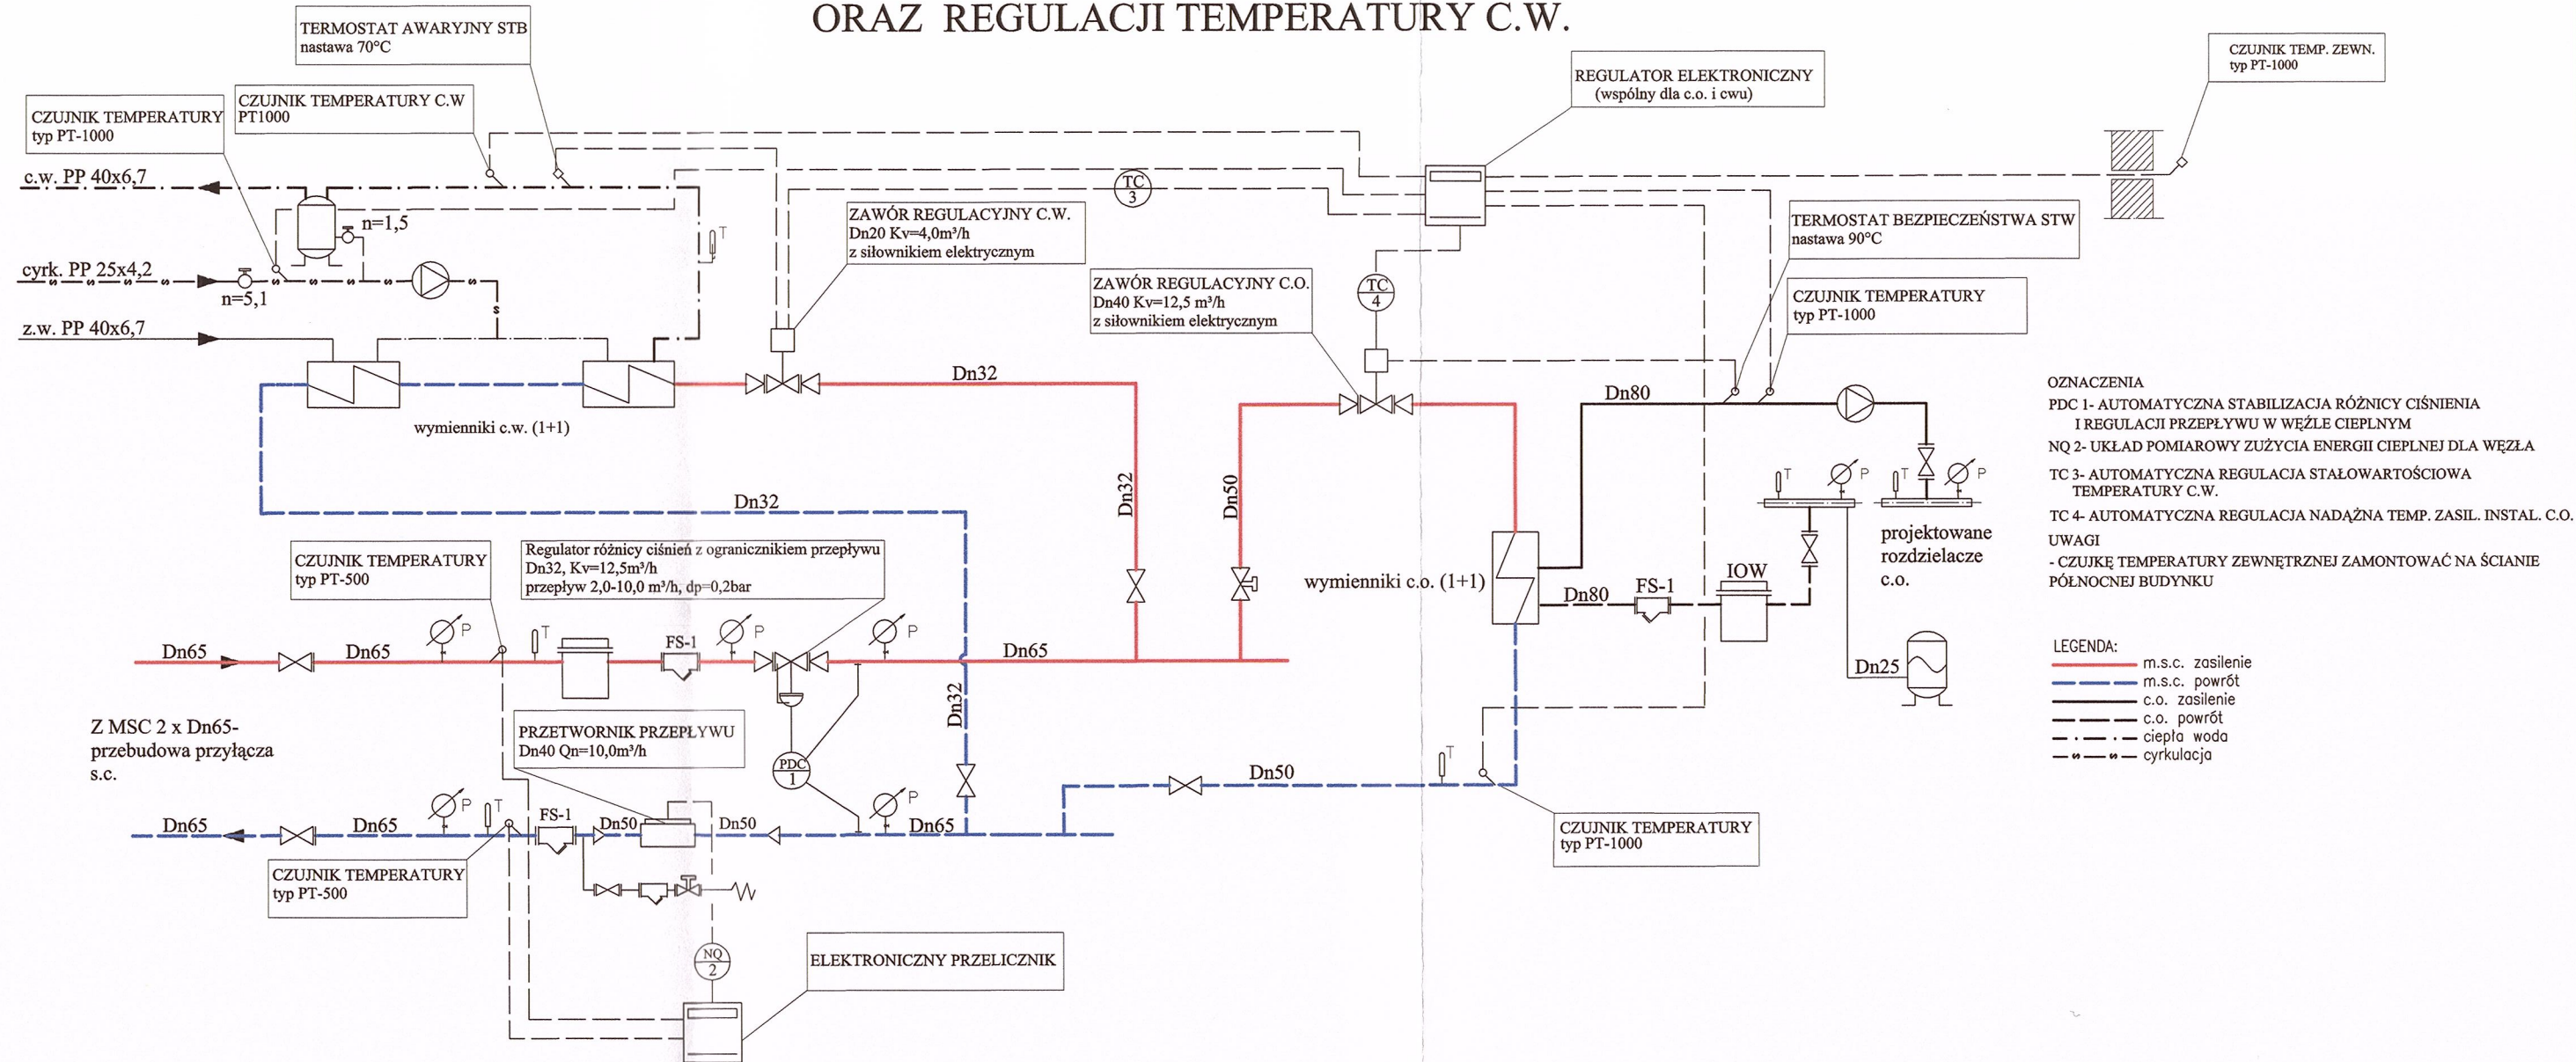 ORAZ REGULACJI TEMPERATURY C.W.
TERMOSTAT AWARYJNY STB
nastawa 70°C
CZUJNIK TEMPERATURY
typ PT-1000
CZUJNIK TEMPERATURY C.W
PT1000
REGULATOR ELEKTRONICZNY
(wspólny dla c.o. i cwu)
CZUJNIK TEMP. ZEWN.
typ PT-1000
c.w. PP 40x6,7
n=1,5
cyrk. PP 25x4,2
n=5,1
z.w. PP 40x6,7
T
TC
3
ZAWÓR REGULACYJNY C.W.
Dn20 Kv=4,0m³/h
z siłownikiem elektrycznym
ZAWÓR REGULACYJNY C.O.
Dn40 Kv=12,5 m³/h
z siłownikiem elektrycznym
TC
4
TERMOSTAT BEZPIECZEŃSTWA STW
nastawa 90°C
CZUJNIK TEMPERATURY
typ PT-1000
wymienniki c.w. (1+1)
Dn32
Dn32
Dn32
Dn50
Dn80
T
P
T
P
projektowane
rozdzielacze
c.o.
wymienniki c.o. (1+1)
Dn80
FS-1
IOW
Dn25
OZNACZENIA
PDC 1- AUTOMATYCZNA STABILIZACJA RÓŻNICY CIŚNIENIA
I REGULACJI PRZEPŁYWU W WĘŹLE CIEPLNYM
NQ 2- UKŁAD POMIAROWY ZUŻYCIA ENERGII CIEPLNEJ DLA WĘZŁA
TC 3- AUTOMATYCZNA REGULACJA STAŁOWARTOŚCIOWA
TEMPERATURY C.W.
TC 4- AUTOMATYCZNA REGULACJA NADĄŻNA TEMP. ZASIL. INSTAL. C.O.
UWAGI
- CZUJKĘ TEMPERATURY ZEWNĘTRZNEJ ZAMONTOWAĆ NA ŚCIANIE
PÓŁNOCNEJ BUDYNKU
LEGENDA:
m.s.c. zasilenie
m.s.c. powrót
c.o. zasilenie
c.o. powrót
ciepła woda
cyrkulacja
CZUJNIK TEMPERATURY
typ PT-500
Regulator różnicy ciśnień z ogranicznikiem przepływu
Dn32, Kv=12,5m³/h
przepływ 2,0-10,0 m³/h, dp=0,2bar
Dn65
Dn65
P
T
FS-1
P
P
Dn65
Dn32
Z MSC 2 x Dn65-
przebudowa przyłącza
s.c.
PRZETWORNIK PRZEPŁYWU
Dn40 Qn=10,0m³/h
PDC
1
Dn65
Dn65
P
T
FS-1
Dn50
Dn50
P
Dn65
Dn50
T
CZUJNIK TEMPERATURY
typ PT-1000
CZUJNIK TEMPERATURY
typ PT-500
NQ
2
ELEKTRONICZNY PRZELICZNIK